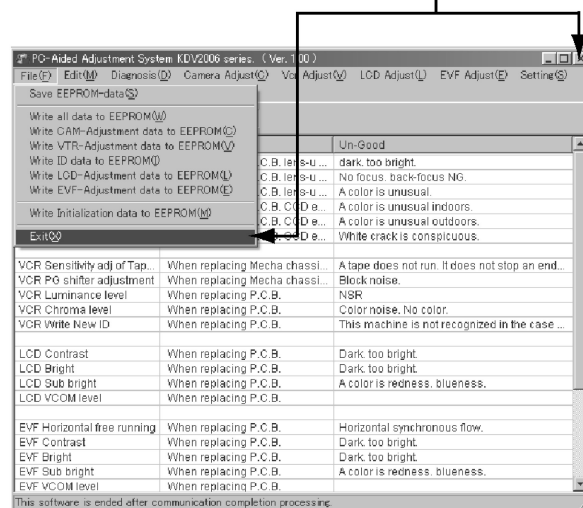 PC-Aided Adjustment System KDV2006 series. ( Ver. 1.00 )
File(F) Edit(M) Diagnosis(D) Camera Adjust(C) Vcr Adjust(V) LCD Adjust(L) EVF Adjust(E) Setting(S)
Save EEPROM-data(S)
Write all data to EEPROM(W)
Write CAM-Adjustment data to EEPROM(C)
Write VTR-Adjustment data to EEPROM(V)
Write ID data to EEPROM(I)
Write LCD-Adjustment data to EEPROM(L)
Write EVF-Adjustment data to EEPROM(E)
Write Initialization data to EEPROM(M)
Exit(X)
Un-Good
C.B. lens-u ... dark. too bright.
C.B. lens-u ... No focus. back-focus NG.
C.B. lens-u ... A color is unusual.
C.B. CCD e... A color is unusual indoors.
C.B. CCD e... A color is unusual outdoors.
C.B. CCD e... White crack is conspicuous.
VCR Sensitivity adj of Tap... When replacing Mecha chassi... A tape does not run. It does not stop an end...
VCR PG shifter adjustment When replacing Mecha chassi... Block noise.
VCR Luminance level When replacing P.C.B. NSR
VCR Chroma level When replacing P.C.B. Color noise. No color.
VCR Write New ID When replacing P.C.B. This machine is not recognized in the case ...
LCD Contrast When replacing P.C.B. Dark. too bright.
LCD Bright When replacing P.C.B. Dark. too bright.
LCD Sub bright When replacing P.C.B. A color is redness. blueness.
LCD VCOM level When replacing P.C.B.
EVF Horizontal free running When replacing P.C.B. Horizontal synchronous flow.
EVF Contrast When replacing P.C.B. Dark. too bright.
EVF Bright When replacing P.C.B. Dark. too bright.
EVF Sub bright When replacing P.C.B. A color is redness. blueness.
EVF VCOM level When replacing P.C.B.
This software is ended after communication completion processing.